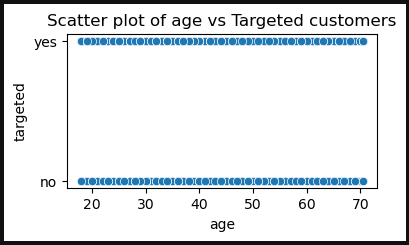 Scatter plot of age vs Targeted customers
yes
targeted
no
20 30 40 50 60 70
age